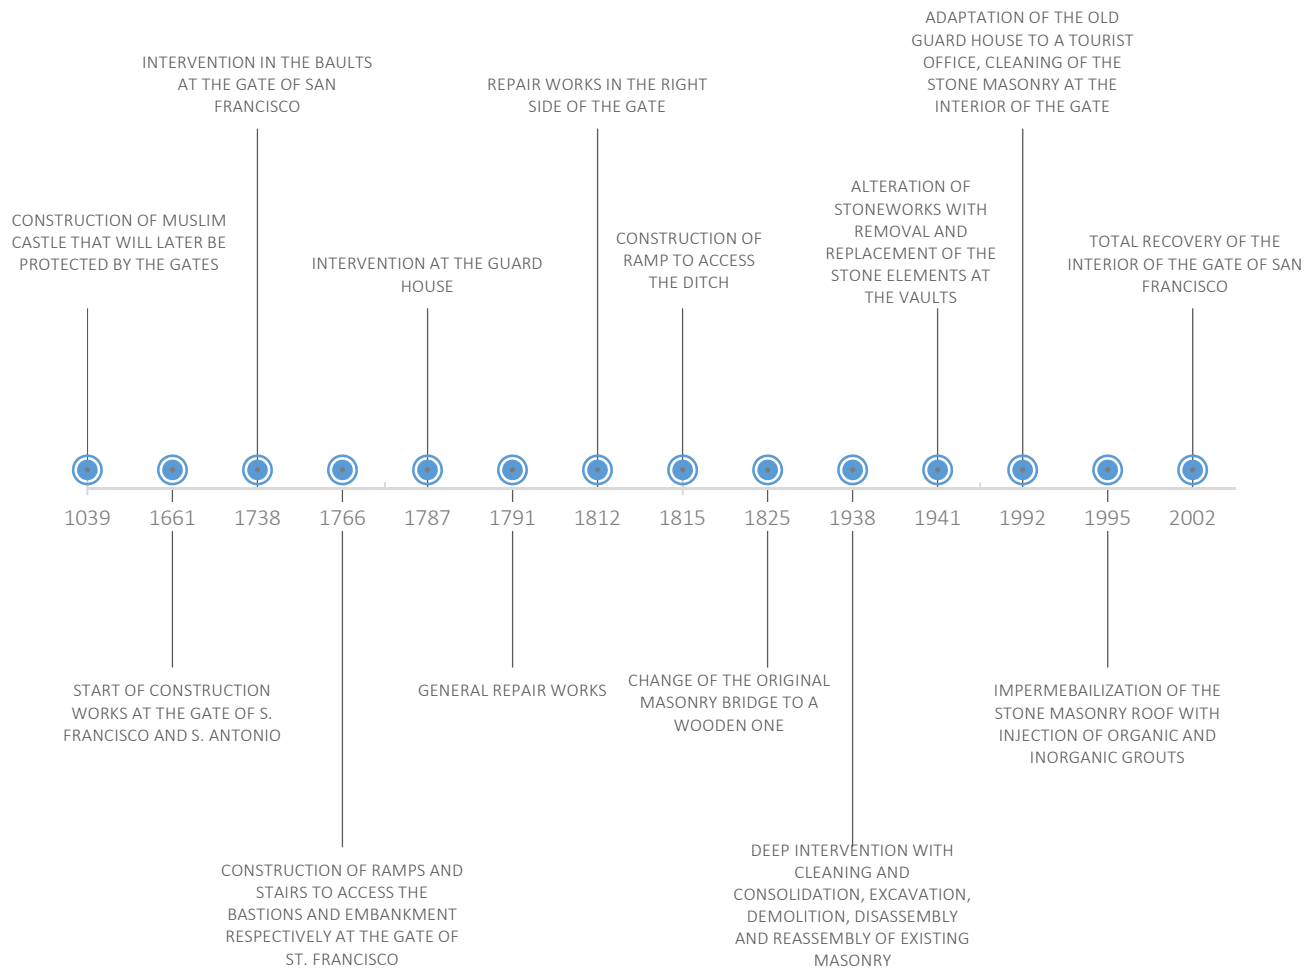 ADAPTATION OF THE OLD
GUARD HOUSE TO A TOURIST
OFFICE, CLEANING OF THE
STONE MASONRY AT THE
INTERIOR OF THE GATE
INTERVENTION IN THE BAULTS
AT THE GATE OF SAN
FRANCISCO
REPAIR WORKS IN THE RIGHT
SIDE OF THE GATE
ALTERATION OF
STONEWORKS WITH
REMOVAL AND
REPLACEMENT OF THE
STONE ELEMENTS AT
THE VAULTS
CONSTRUCTION OF MUSLIM
CASTLE THAT WILL LATER BE
PROTECTED BY THE GATES
CONSTRUCTION OF
RAMP TO ACCESS
THE DITCH
TOTAL RECOVERY OF THE
INTERIOR OF THE GATE OF SAN
FRANCISCO
INTERVENTION AT THE GUARD
HOUSE
1039 1661 1738 1766 1787 1791 1812 1815 1825 1938 1941 1992 1995 2002
START OF CONSTRUCTION
WORKS AT THE GATE OF S.
FRANCISCO AND S. ANTONIO
GENERAL REPAIR WORKS
CHANGE OF THE ORIGINAL
MASONRY BRIDGE TO A
WOODEN ONE
IMPERMEBAILIZATION OF THE
STONE MASONRY ROOF WITH
INJECTION OF ORGANIC AND
INORGANIC GROUTS
CONSTRUCTION OF RAMPS AND
STAIRS TO ACCESS THE
BASTIONS AND EMBANKMENT
RESPECTIVELY AT THE GATE OF
ST. FRANCISCO
DEEP INTERVENTION WITH
CLEANING AND
CONSOLIDATION, EXCAVATION,
DEMOLITION, DISASSEMBLY
AND REASSEMBLY OF EXISTING
MASONRY